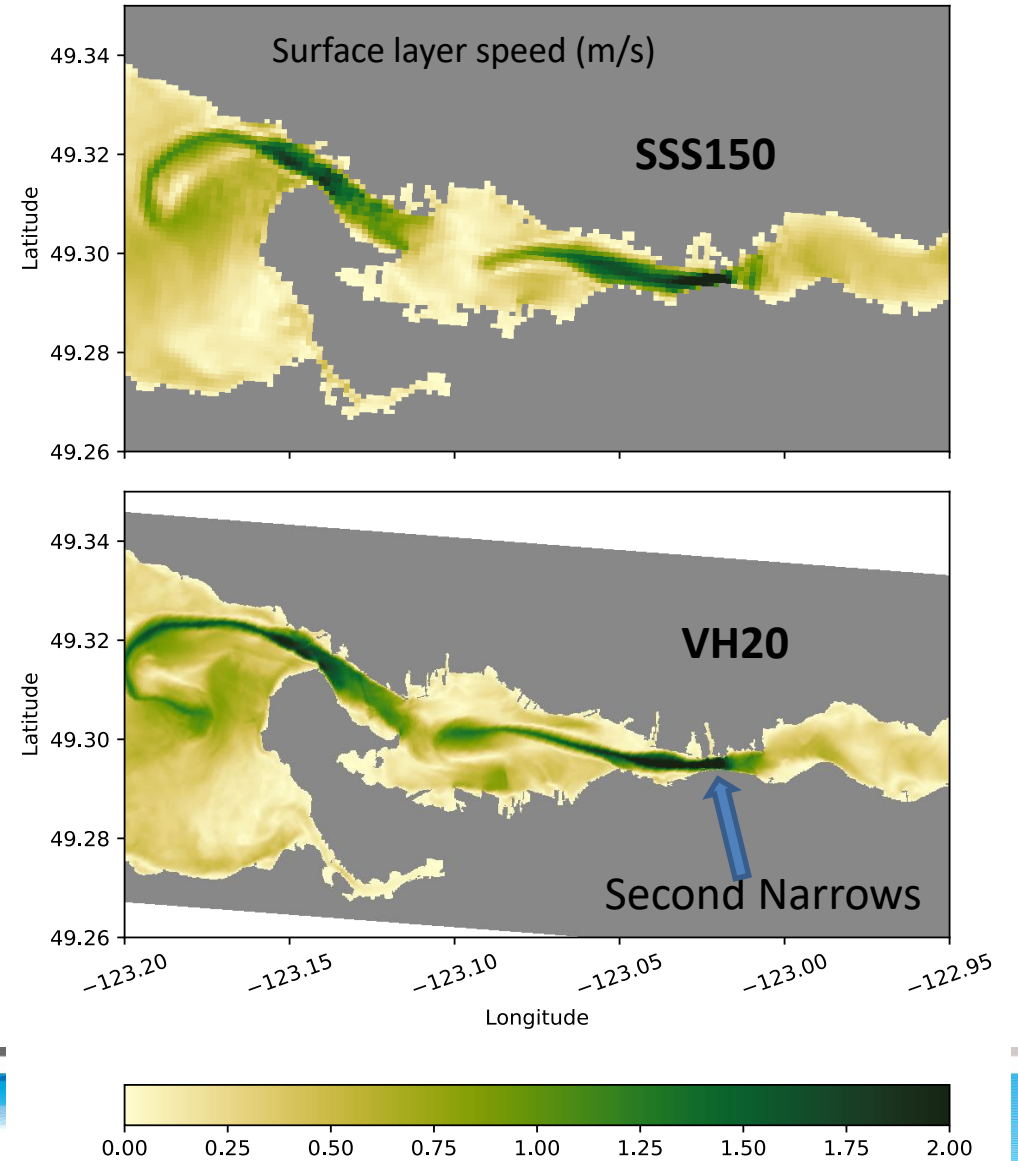 Surface layer speed (m/s)
SSS150
49.34
49.32
49.30
49.28
49.26
Latitude
VH20
Second Narrows
49.34
49.32
49.30
49.28
49.26
Latitude
−123.20 −123.15 −123.10 −123.05 −123.00 −122.95
Longitude
0.00 0.25 0.50 0.75 1.00 1.25 1.50 1.75 2.00